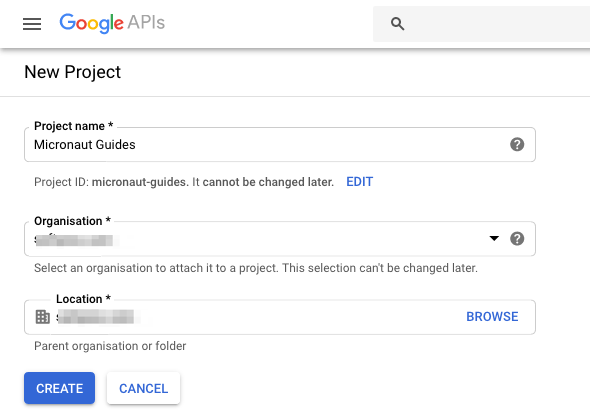 Google APIs
New Project
Project name *
Micronaut Guides
Project ID: micronaut-guides. It cannot be changed later. EDIT
Organisation *
Select an organisation to attach it to a project. This selection can't be changed later.
Location *
BROWSE
Parent organisation or folder
CREATE CANCEL